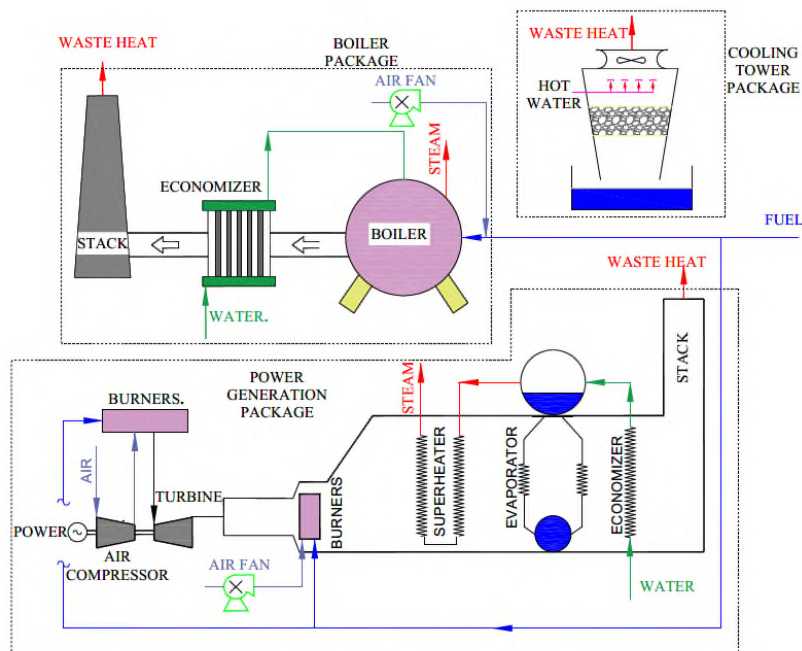 WASTE HEAT
BOILER
PACKAGE
AIR FAN
STEAM
ECONOMIZER
STACK
BOILER
WATER.
WASTE HEAT
COOLING
TOWER
PACKAGE
HOT
WATER
FUEL
WASTE HEAT
STACK
POWER
GENERATION
PACKAGE
STEAM
BURNERS.
AIR
TURBINE
POWER
AIR
COMPRESSOR
AIR FAN
BURNERS
SUPERHEATER
EVAPORATOR
ECONOMIZER
WATER